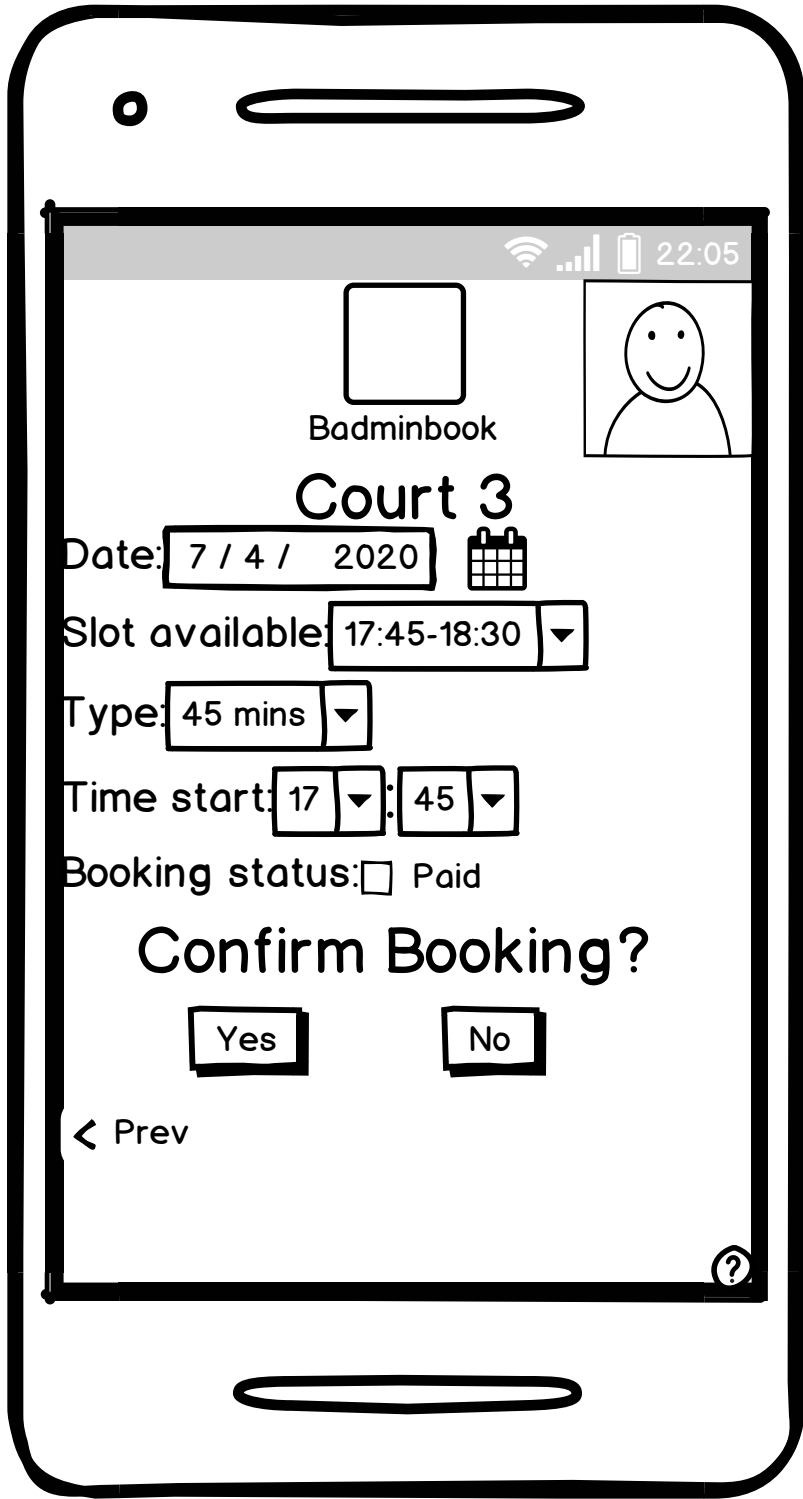 22:05
Badminbook
Court 3
Date: 7 / 4 / 2020
Slot available: 17:45-18:30
Type: 45 mins
Time start: 17 : 45
Booking status: Paid
Confirm Booking?
Yes No
< Prev
?